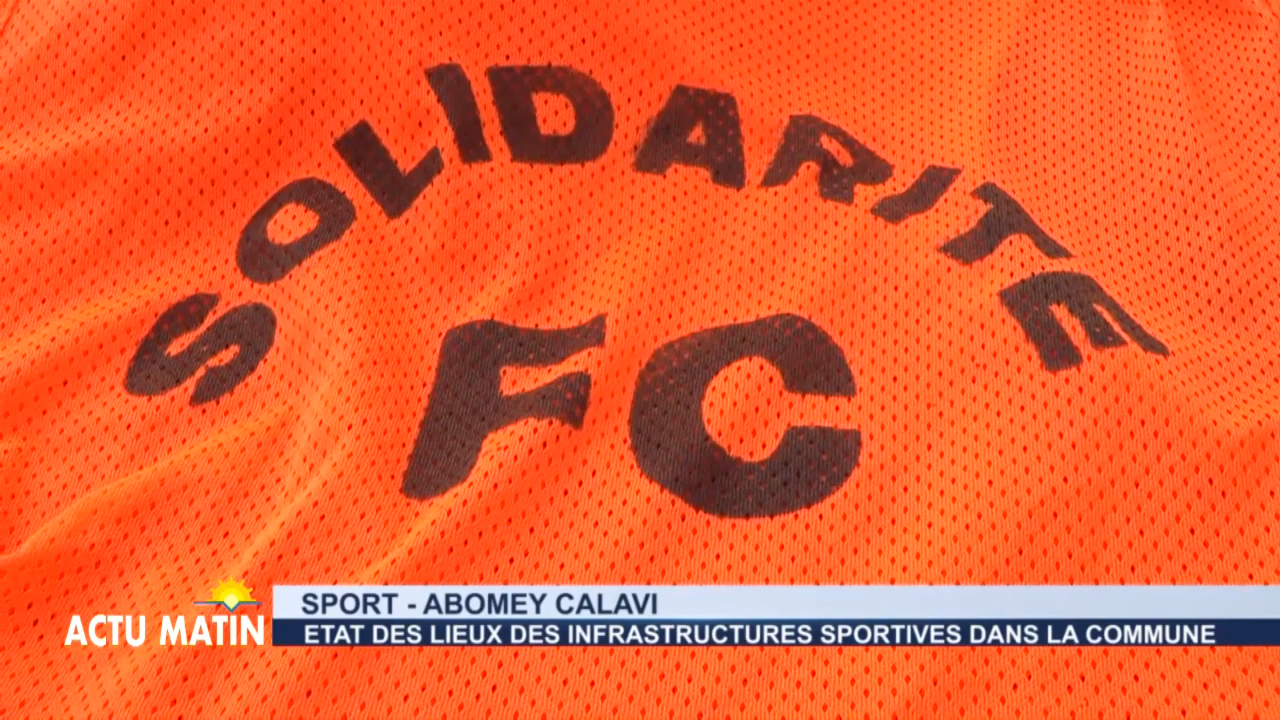 SOLIDARITE
FC
ACTU MATIN
SPORT - ABOMEY CALAVI
ETAT DES LIEUX DES INFRASTRUCTURES SPORTIVES DANS LA COMMUNE